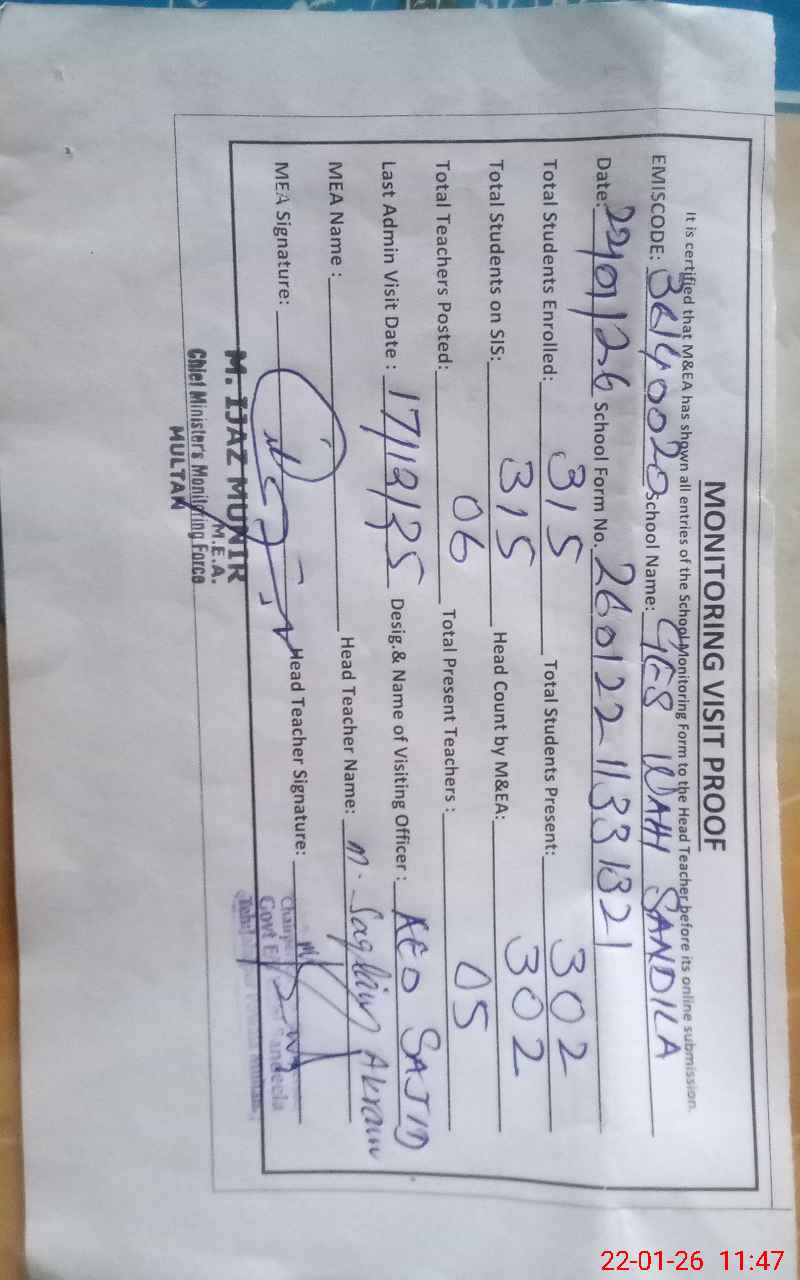 MONITORING VISIT PROOF
It is certified that M&EA has shown all entries of the School Monitoring Form to the Head Teacher before its online submission.
EMISCODE: 36140020 School Name: GES WAHI SANDILA
Date: 22/01/26 School Form No. 26012211331321
Total Students Enrolled: 315 Total Students Present: 302
Total Students on SIS: 315 Head Count by M&EA: 302
Total Teachers Posted: 06 Total Present Teachers : 05
Last Admin Visit Date : 17/12/25 Desig.& Name of Visiting Officer : AEO SAJID
MEA Name : Head Teacher Name: M. Saqlain Akram
MEA Signature: Head Teacher Signature:
M. IJAZ MUNIR
M.E.A.
Chief Minister's Monitoring Force
MULTAN
Govt E Sandeela
22-01-26 11:47